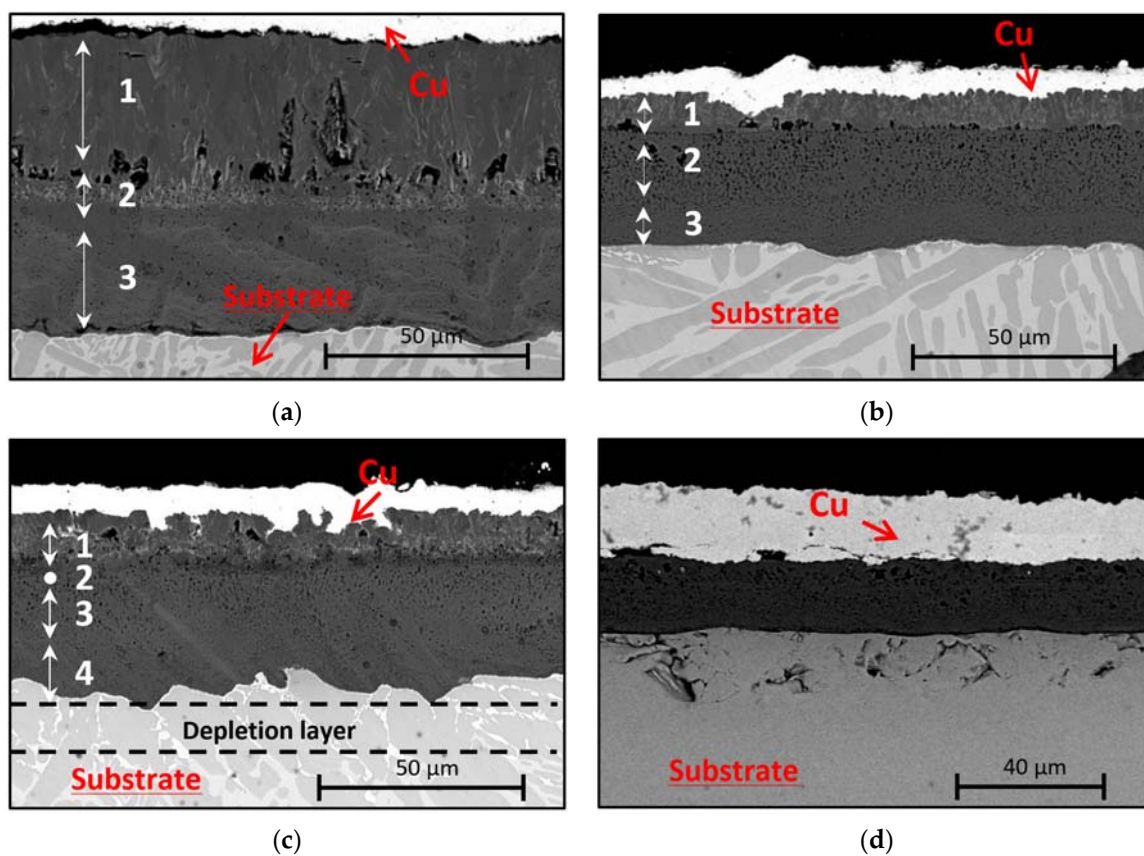 Cu
1
2
3
Substrate
50 µm
(a)
Cu
1
2
3
Substrate
50 µm
(b)
Cu
1
2
3
4
Depletion layer
Substrate
50 µm
(c)
Cu
Substrate
40 µm
(d)